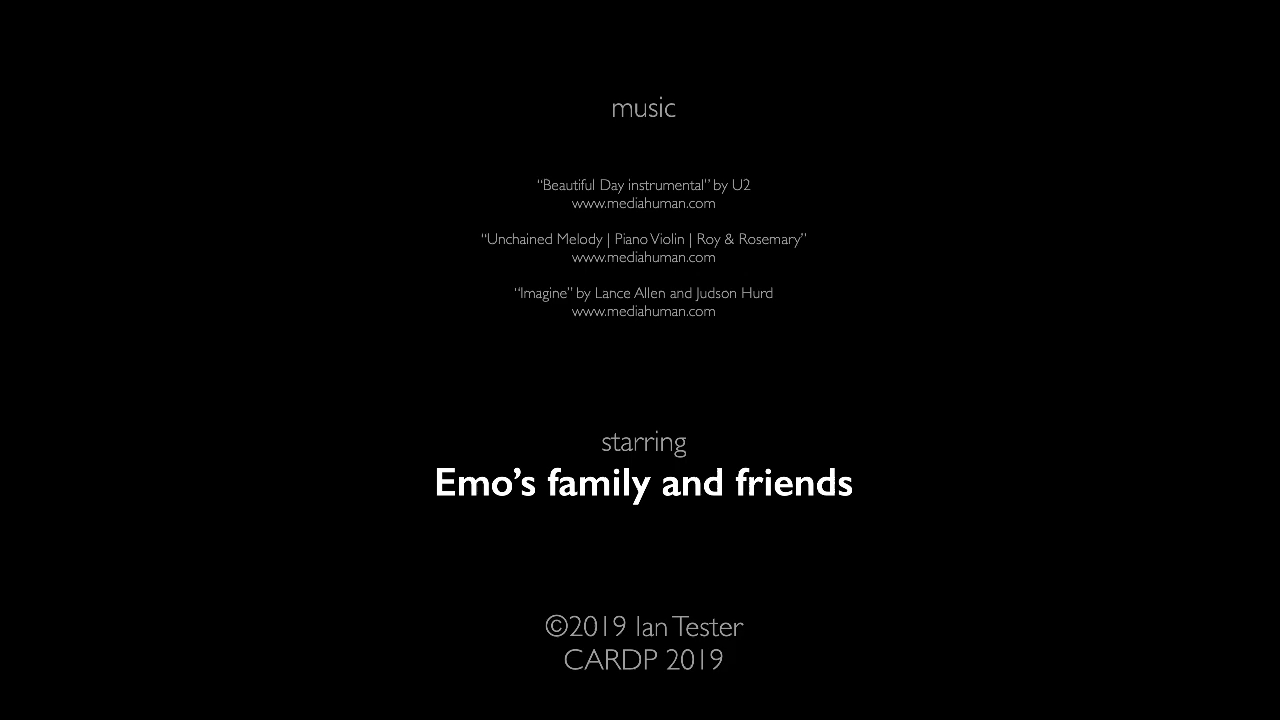 music
“Beautiful Day instrumental” by U2
www.mediahuman.com
“Unchained Melody | Piano Violin | Roy & Rosemary”
www.mediahuman.com
“Imagine” by Lance Allen and Judson Hurd
www.mediahuman.com
starring
Emo’s family and friends
©2019 Ian Tester
CARDP 2019